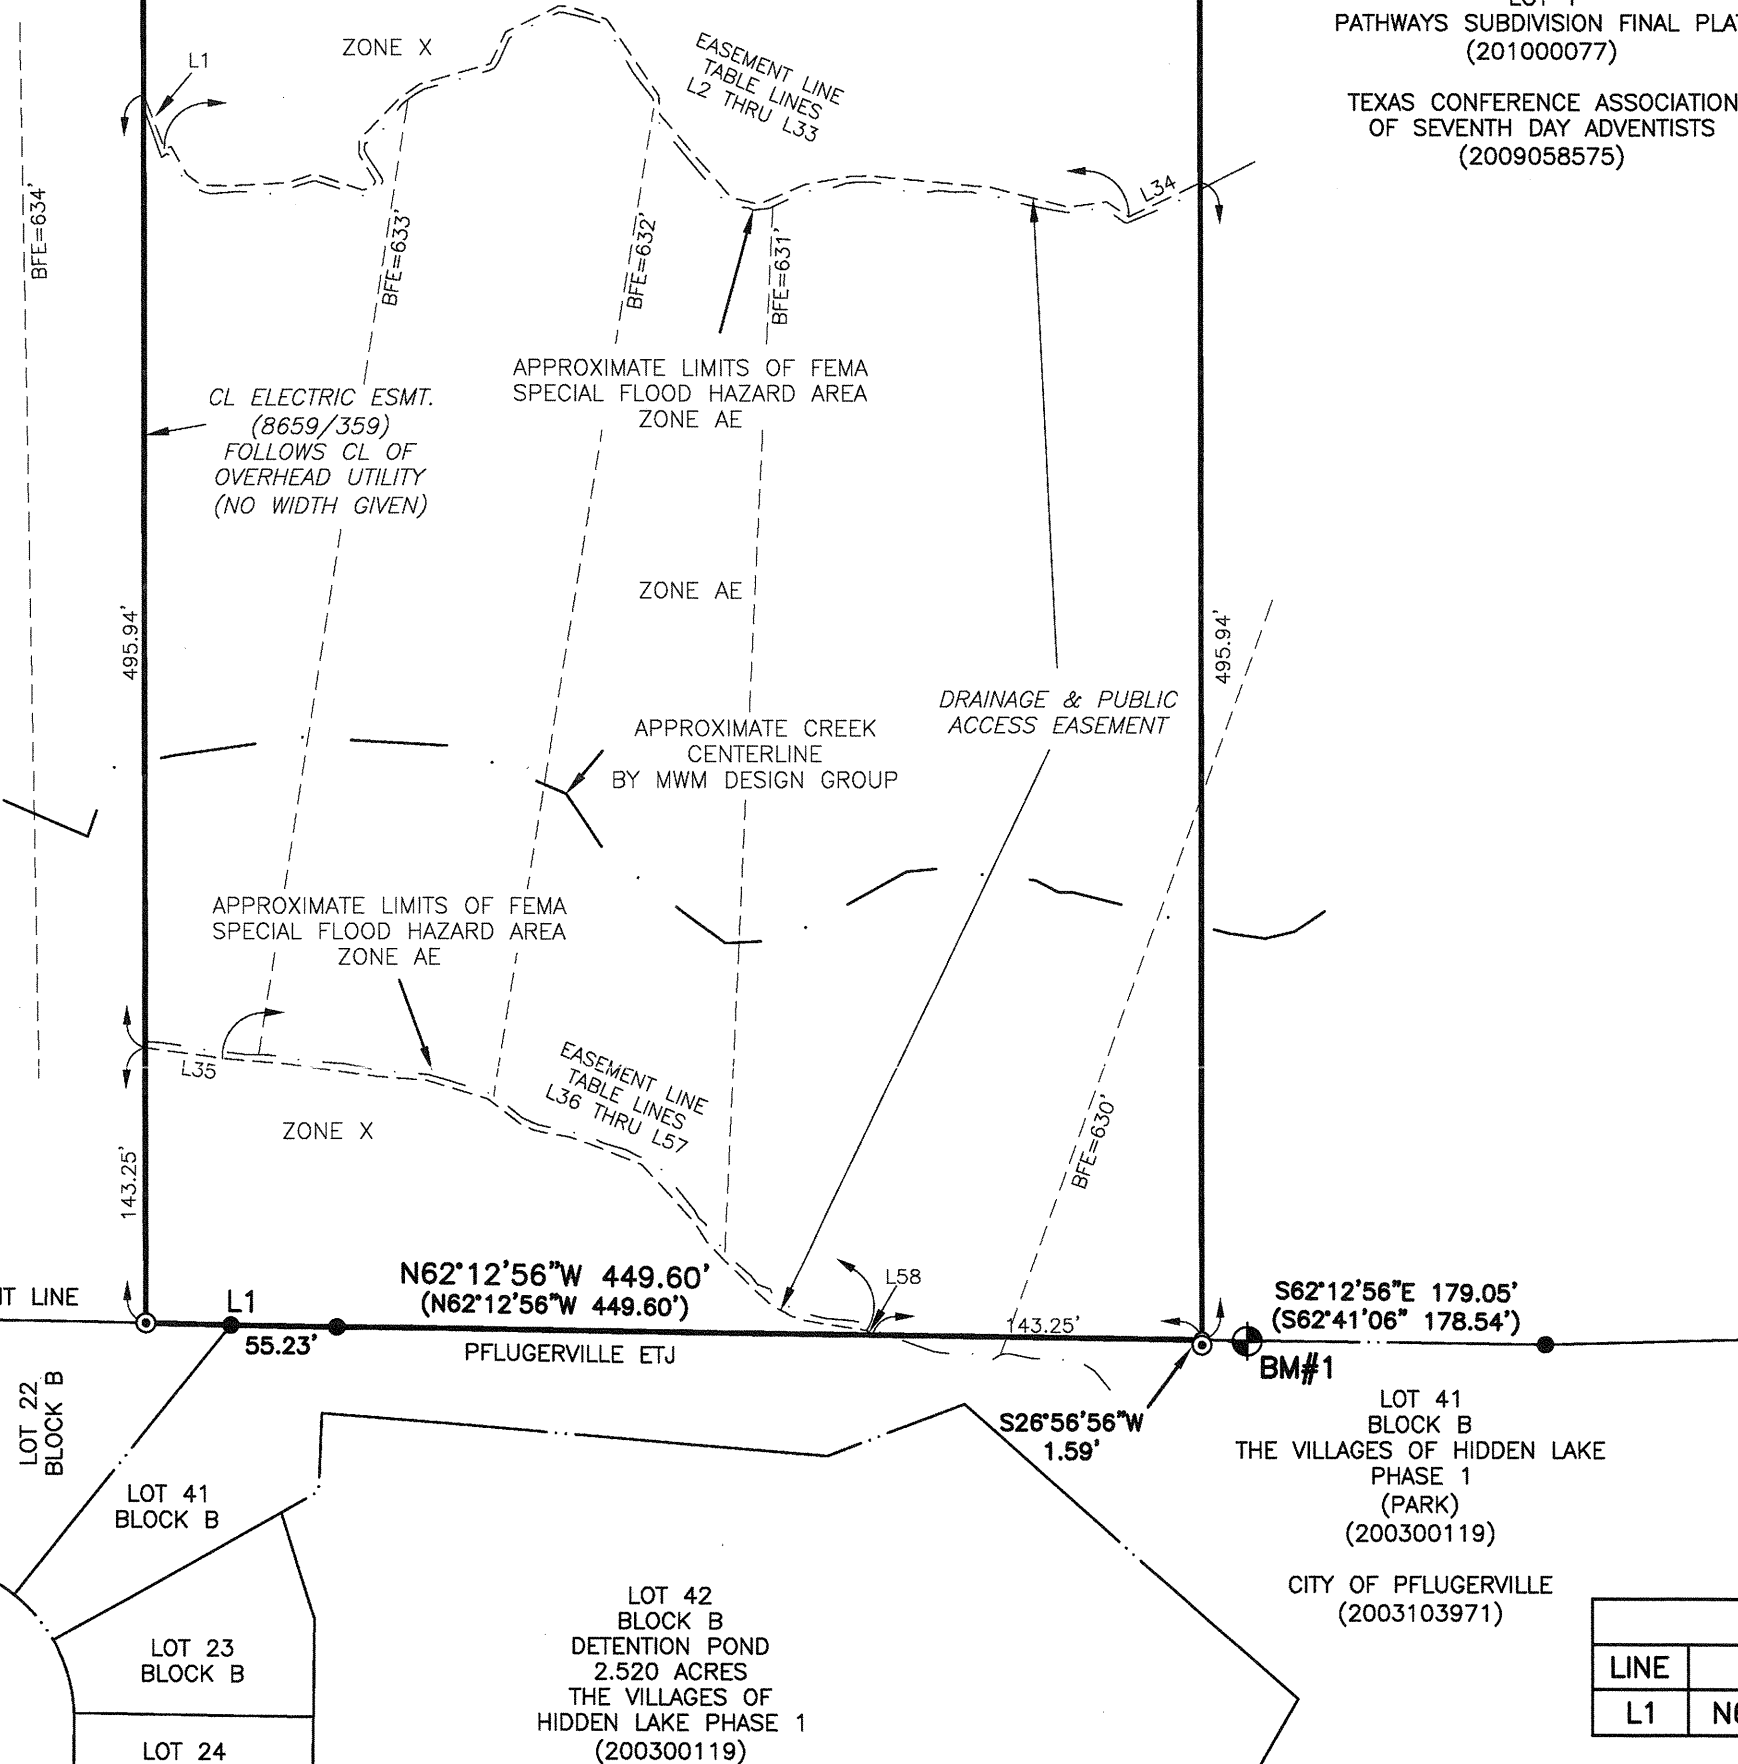 PATHWAYS SUBDIVISION FINAL
(201000077)
TEXAS CONFERENCE ASSOCIATION
OF SEVENTH DAY ADVENTISTS
(2009058575)
ZONE X
L1
EASEMENT LINE
TABLE LINES
L2 THRU L33
L34
BFE=634'
BFE=633'
BFE=632'
BFE=631'
APPROXIMATE LIMITS OF FEMA
SPECIAL FLOOD HAZARD AREA
ZONE AE
CL ELECTRIC ESMT.
(8659/359)
FOLLOWS CL OF
OVERHEAD UTILITY
(NO WIDTH GIVEN)
ZONE AE
495.94'
495.94'
DRAINAGE & PUBLIC
ACCESS EASEMENT
APPROXIMATE CREEK
CENTERLINE
BY MWM DESIGN GROUP
APPROXIMATE LIMITS OF FEMA
SPECIAL FLOOD HAZARD AREA
ZONE AE
L35
EASEMENT LINE
TABLE LINES
L36 THRU L57
ZONE X
BFE=630'
143.25'
LINE
L1
55.23'
N62°12'56"W 449.60'
(N62°12'56"W 449.60')
PFLUGERVILLE ETJ
L58
143.25'
S62°12'56"E 179.05'
(S62°41'06" 178.54')
BM#1
S26°56'56"W
1.59'
LOT 22
BLOCK B
LOT 41
BLOCK B
LOT 23
BLOCK B
LOT 24
LOT 42
BLOCK B
DETENTION POND
2.520 ACRES
THE VILLAGES OF
HIDDEN LAKE PHASE 1
(200300119)
LOT 41
BLOCK B
THE VILLAGES OF HIDDEN LAKE
PHASE 1
(PARK)
(200300119)
CITY OF PFLUGERVILLE
(2003103971)
LINE
L1